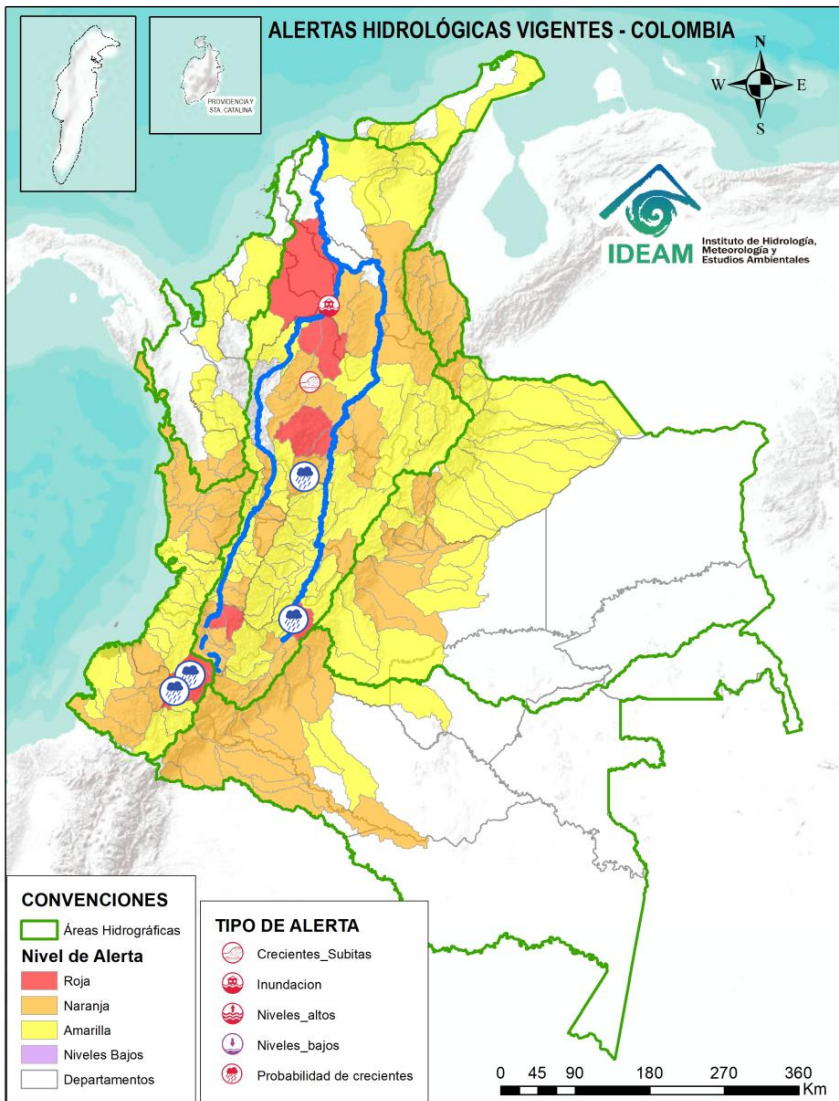 ALERTAS HIDROLÓGICAS VIGENTES - COLOMBIA
PROVIDENCIA Y
STA. CATALINA
N
W
E
S
IDEAM
Instituto de Hidrología,
Meteorología y
Estudios Ambientales
CONVENCIONES
Áreas Hidrográficas
Nivel de Alerta
Roja
Naranja
Amarilla
Niveles Bajos
Departamentos
TIPO DE ALERTA
Crecientes_Subitas
Inundacion
Niveles_altos
Niveles_bajos
Probabilidad de crecientes
0 45 90 180 270 360
Km